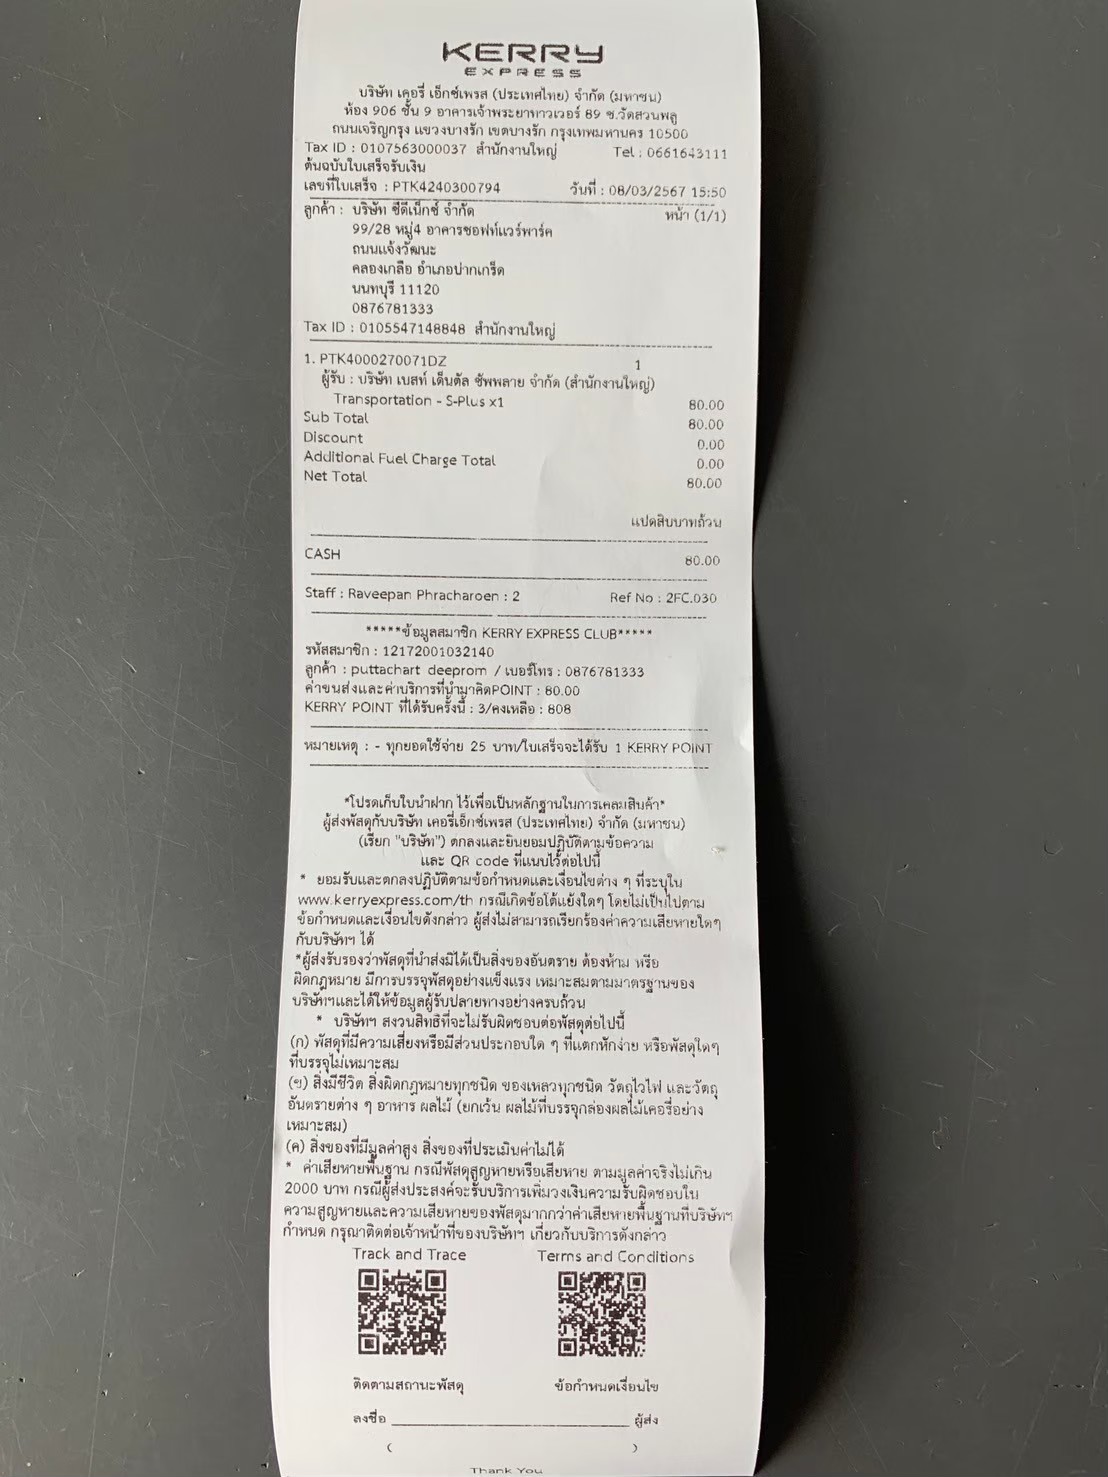 KERRY
EXPRESS
บริษัท เคอรี่ เอ็กซ์เพรส (ประเทศไทย) จำกัด (มหาชน)
ห้อง 906 ชั้น 9 อาคารเจ้าพระยาทาวเวอร์ 89 ซ.วัดสวนพลู
ถนนเจริญกรุง แขวงบางรัก เขตบางรัก กรุงเทพมหานคร 10500
Tax ID : 0107563000037 สำนักงานใหญ่ Tel : 0661643111
ต้นฉบับใบเสร็จรับเงิน
เลขที่ใบเสร็จ : PTK4240300794 วันที่ : 08/03/2567 15:50
ลูกค้า : บริษัท ซีดีเน็กซ์ จำกัด หน้า (1/1)
99/28 หมู่4 อาคารซอฟท์แวร์พาร์ค
ถนนแจ้งวัฒนะ
คลองเกลือ อำเภอปากเกร็ด
นนทบุรี 11120
0876781333
Tax ID : 0105547148848 สำนักงานใหญ่
1. PTK4000270071DZ 1
ผู้รับ : บริษัท เบสท์ เด็นตัล ซัพพลาย จำกัด (สำนักงานใหญ่)
Transportation - S-Plus x1 80.00
Sub Total 80.00
Discount 0.00
Additional Fuel Charge Total 0.00
Net Total 80.00
แปดสิบบาทถ้วน
CASH 80.00
Staff : Raveepan Phracharoen : 2 Ref No : 2FC.030
*****ข้อมูลสมาชิก KERRY EXPRESS CLUB*****
รหัสสมาชิก : 12172001032140
ลูกค้า : puttachart deeprom / เบอร์โทร : 0876781333
ค่าขนส่งและค่าบริการที่นำมาคิดPOINT : 80.00
KERRY POINT ที่ได้รับครั้งนี้ : 3/คงเหลือ : 808
หมายเหตุ : - ทุกยอดใช้จ่าย 25 บาท/ใบเสร็จจะได้รับ 1 KERRY POINT
*โปรดเก็บใบนำฝาก ไว้เพื่อเป็นหลักฐานในการเคลมสินค้า*
ผู้ส่งพัสดุกับบริษัท เคอรี่เอ็กซ์เพรส (ประเทศไทย) จำกัด (มหาชน)
(เรียก "บริษัท") ตกลงและยินยอมปฏิบัติตามข้อความ
และ QR code ที่แนบไว้ต่อไปนี้
* ยอมรับและตกลงปฏิบัติตามข้อกำหนดและเงื่อนไขต่าง ๆ ที่ระบุใน
www.kerryexpress.com/th กรณีเกิดข้อโต้แย้งใดๆ โดยไม่เป็นไปตาม
ข้อกำหนดและเงื่อนไขดังกล่าว ผู้ส่งไม่สามารถเรียกร้องค่าความเสียหายใดๆ
กับบริษัทฯ ได้
*ผู้ส่งรับรองว่าพัสดุที่นำส่งมิได้เป็นสิ่งของอันตราย ต้องห้าม หรือ
ผิดกฎหมาย มีการบรรจุพัสดุอย่างแข็งแรง เหมาะสมตามมาตรฐานของ
บริษัทฯและได้ให้ข้อมูลผู้รับปลายทางอย่างครบถ้วน
* บริษัทฯ สงวนสิทธิที่จะไม่รับผิดชอบต่อพัสดุต่อไปนี้
(ก) พัสดุที่มีความเสี่ยงหรือมีส่วนประกอบใด ๆ ที่แตกหักง่าย หรือพัสดุใดๆ
ที่บรรจุไม่เหมาะสม
(ข) สิ่งมีชีวิต สิ่งผิดกฎหมายทุกชนิด ของเหลวทุกชนิด วัตถุไวไฟ และวัตถุ
อันตรายต่าง ๆ อาหาร ผลไม้ (ยกเว้น ผลไม้ที่บรรจุกล่องผลไม้เคอรี่อย่าง
เหมาะสม)
(ค) สิ่งของที่มีมูลค่าสูง สิ่งของที่ประเมินค่าไม่ได้
* ค่าเสียหายพื้นฐาน กรณีพัสดุสูญหายหรือเสียหาย ตามมูลค่าจริงไม่เกิน
2000 บาท กรณีผู้ส่งประสงค์จะรับบริการเพิ่มวงเงินความรับผิดชอบใน
ความสูญหายและความเสียหายของพัสดุมากกว่าค่าเสียหายพื้นฐานที่บริษัทฯ
กำหนด กรุณาติดต่อเจ้าหน้าที่ของบริษัทฯ เกี่ยวกับบริการดังกล่าว
Track and Trace Terms and Conditions
ติดตามสถานะพัสดุ ข้อกำหนดเงื่อนไข
ลงชื่อ ______________________ ผู้ส่ง
( )
Thank You